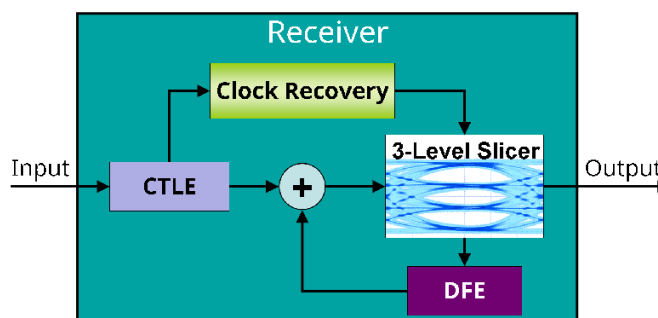 Receiver
Clock Recovery
3-Level Slicer
Input
Output
CTLE
+
DFE